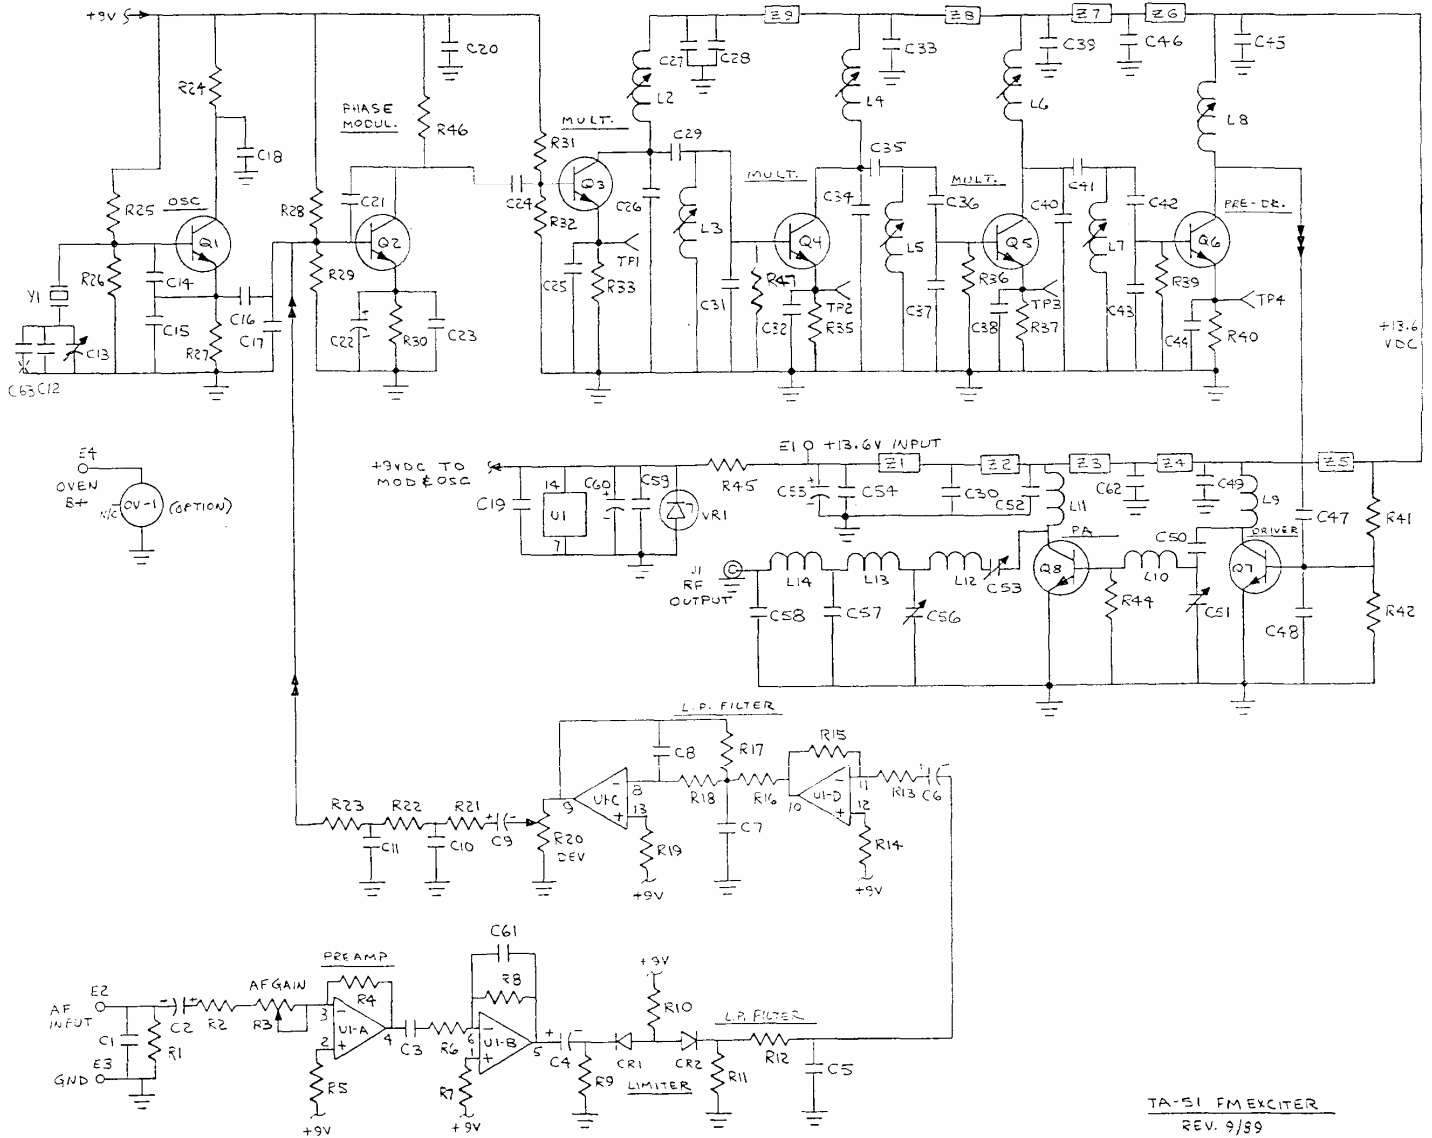 +9V
Z9
Z8
Z7
Z6
C20
C27
C28
C33
C39
C46
C45
R24
PHASE
MODUL.
R46
L2
L4
L6
L8
C18
MULT.
R31
C29
C35
C41
R25
OSC
R28
C21
C24
Q3
R32
C26
MULT.
C34
C36
MULT.
C40
C42
PRE-DR.
Q1
Q2
L3
Q4
L5
Q5
L7
Q6
R26
C14
R29
TP1
R47
R36
R39
Y1
C15
C16
C25
R33
C31
TP2
C37
TP3
C43
TP4
C13
R27
C17
C22
R30
C23
C32
R35
C38
R37
C44
R40
+13.6
VDC
C63
C12
E4
OVEN
B+
N/C
OV-1
(OPTION)
+9VDC TO
MOD & OSC
E1
+13.6V INPUT
Z1
Z2
Z3
Z4
Z5
R45
14
C60
C59
C19
U1
7
VR1
C55
C54
C30
C52
L11
C62
C49
L9
C47
R41
PA
C50
DRIVER
J1
RF
OUTPUT
L14
L13
L12
C53
Q8
L10
Q7
R44
C51
C58
C57
C56
C48
R42
L.P. FILTER
C8
R17
R15
U1-C
9
8
13
R18
R16
10
U1-D
11
12
R13
C6
R23
R22
R21
C9
C11
C10
R20
DEV
R19
C7
R14
+9V
+9V
C61
PREAMP
+9V
E2
AF GAIN
R4
R8
R10
AF
INPUT
C2
R2
R3
3
U1-A
2
4
C3
R6
6
1
U1-B
5
L.P. FILTER
C1
R1
C4
CR1
CR2
R12
E3
GND
R5
R7
R9
LIMITER
R11
C5
+9V
+9V
TA-51 FM EXCITER
REV. 9/89